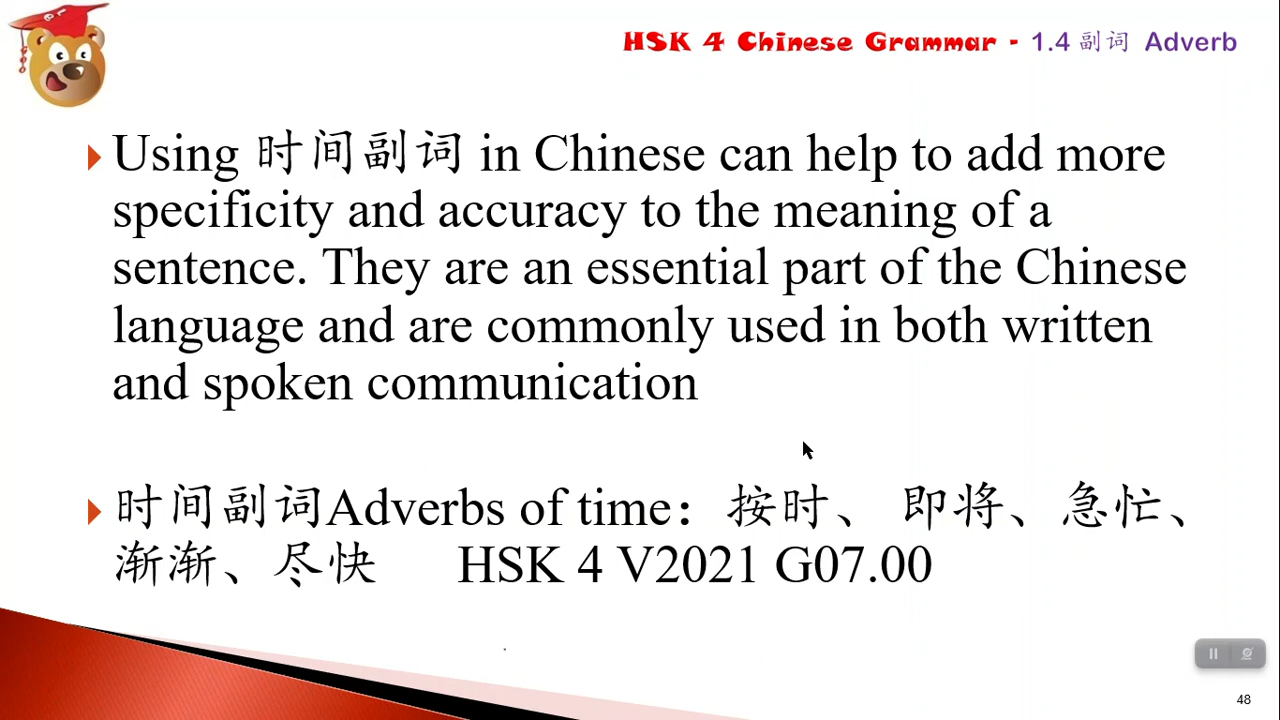 HSK 4 Chinese Grammar - 1.4 副词 Adverb
Using 时间副词 in Chinese can help to add more
specificity and accuracy to the meaning of a
sentence. They are an essential part of the Chinese
language and are commonly used in both written
and spoken communication
时间副词Adverbs of time：按时、 即将、急忙、
渐渐、尽快 HSK 4 V2021 G07.00
48